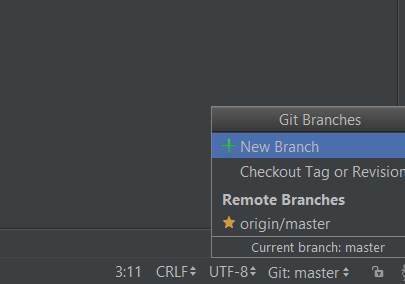 Git Branches
New Branch
Checkout Tag or Revision
Remote Branches
origin/master
Current branch: master
3:11 CRLF UTF-8 Git: master